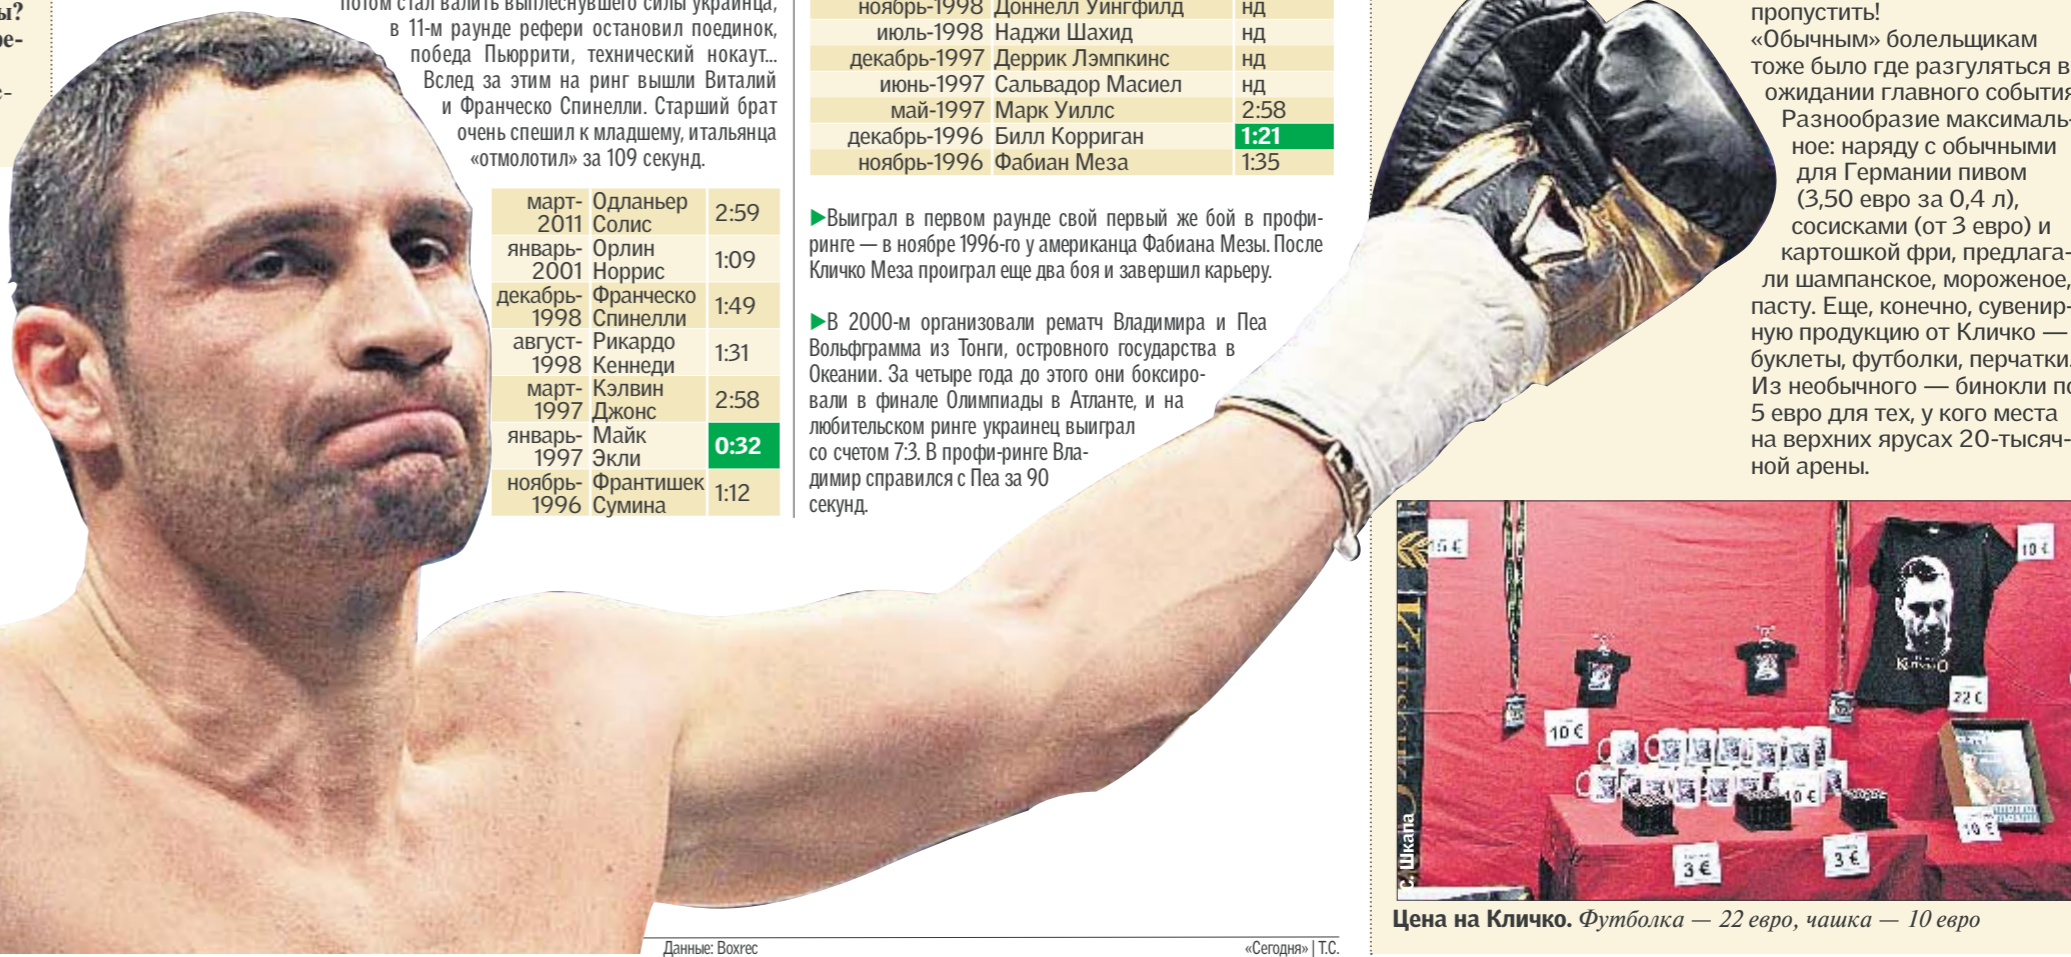 ы?
ре-
е-
потом стал валить выплеснувшего силы украинца,
в 11-м раунде рефери остановил поединок,
победа Пьюррити, технический нокаут...
Вслед за этим на ринг вышли Виталий
и Франческо Спинелли. Старший брат
очень спешил к младшему, итальянца
«отмолотил» за 109 секунд.
март- Одланьер
2011 Солис 2:59
январь- Орлин
2001 Норрис 1:09
декабрь- Франческо
1998 Спинелли 1:49
август- Рикардо
1998 Кеннеди 1:31
март- Кэлвин
1997 Джонс 2:58
январь- Майк
1997 Экли 0:32
ноябрь- Франтишек
1996 Сумина 1:12
ноябрь-1998 Доннелл Уингфилд нд
июль-1998 Наджи Шахид нд
декабрь-1997 Деррик Лэмпкинс нд
июнь-1997 Сальвадор Масиел нд
май-1997 Марк Уиллс 2:58
декабрь-1996 Билл Корриган 1:21
ноябрь-1996 Фабиан Меза 1:35
▶Выиграл в первом раунде свой первый же бой в профи-
ринге — в ноябре 1996-го у американца Фабиана Мезы. После
Кличко Меза проиграл еще два боя и завершил карьеру.
▶В 2000-м организовали рематч Владимира и Пеа
Вольфграмма из Тонги, островного государства в
Океании. За четыре года до этого они боксиро-
вали в финале Олимпиады в Атланте, и на
любительском ринге украинец выиграл
со счетом 7:3. В профи-ринге Вла-
димир справился с Пеа за 90
секунд.
Данные: Boxrec
«Сегодня» | Т.С.
пропустить!
«Обычным» болельщикам
тоже было где разгуляться в
ожидании главного события
Разнообразие максималь-
ное: наряду с обычными
для Германии пивом
(3,50 евро за 0,4 л),
сосисками (от 3 евро) и
картошкой фри, предлага-
ли шампанское, мороженое,
пасту. Еще, конечно, сувенир-
ную продукцию от Кличко —
буклеты, футболки, перчатки.
Из необычного — бинокли по
5 евро для тех, у кого места
на верхних ярусах 20-тысяч-
ной арены.
15 €
10 €
Кличко
22 €
10 €
10 €
10 €
3 €
3 €
С. Шкапа
Цена на Кличко. Футболка — 22 евро, чашка — 10 евро